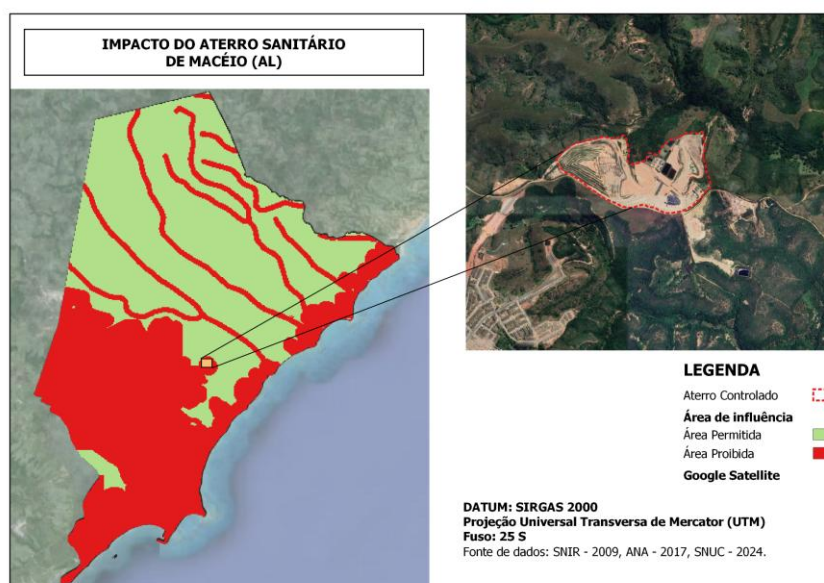 IMPACTO DO ATERRO SANITÁRIO
DE MACÉIO (AL)
LEGENDA
Aterro Controlado
Área de influência
Área Permitida
Área Proibida
Google Satellite
DATUM: SIRGAS 2000
Projeção Universal Transversa de Mercator (UTM)
Fuso: 25 S
Fonte de dados: SNIR - 2009, ANA - 2017, SNUC - 2024.